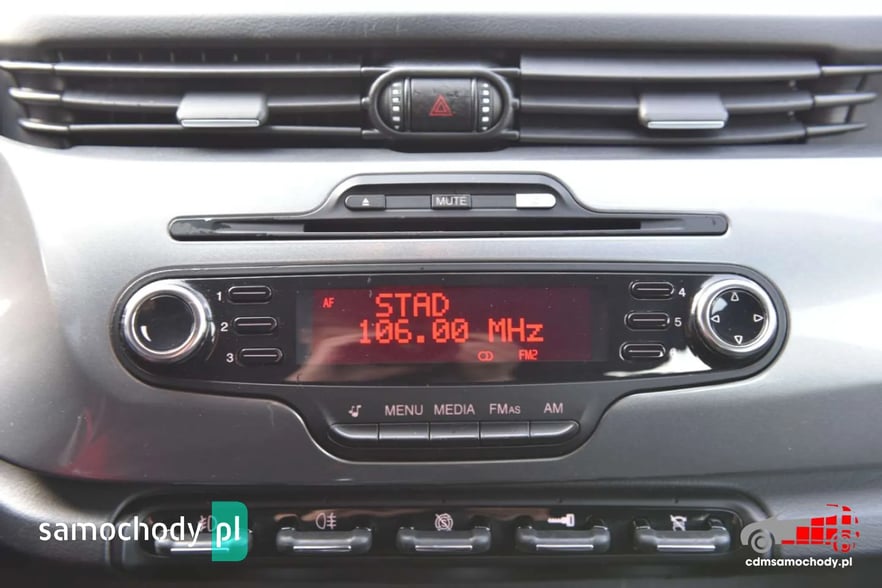 MUTE
1
AF
STAD
4
2
106.00 MHz
5
3
FM2
MENU MEDIA FMAS AM
samochody pl
cdmsamochody.pl